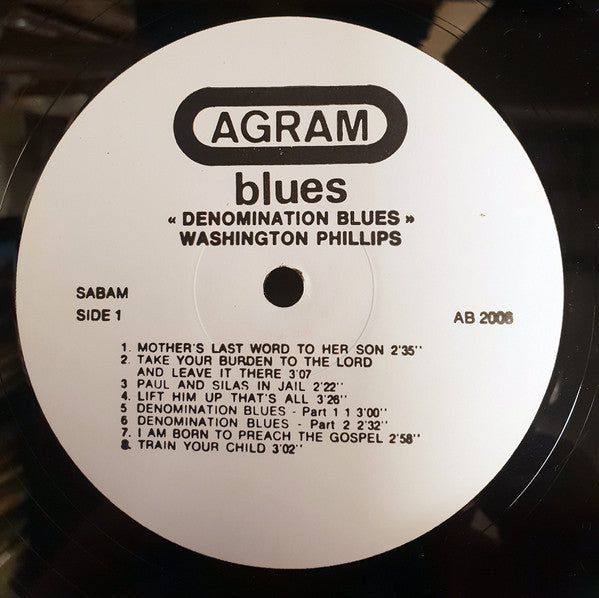 AGRAM
blues
« DENOMINATION BLUES »
WASHINGTON PHILLIPS
SABAM
SIDE 1
AB 2006
1. MOTHER'S LAST WORD TO HER SON 2'35''
2. TAKE YOUR BURDEN TO THE LORD
AND LEAVE IT THERE 3'07
3 PAUL AND SILAS IN JAIL 2'22''
4. LIFT HIM UP THAT'S ALL 3'26''
5 DENOMINATION BLUES - Part 1 1 3'00''
6 DENOMINATION BLUES - Part 2 2'32''
7. I AM BORN TO PREACH THE GOSPEL 2'58''
8. TRAIN YOUR CHILD 3'02''